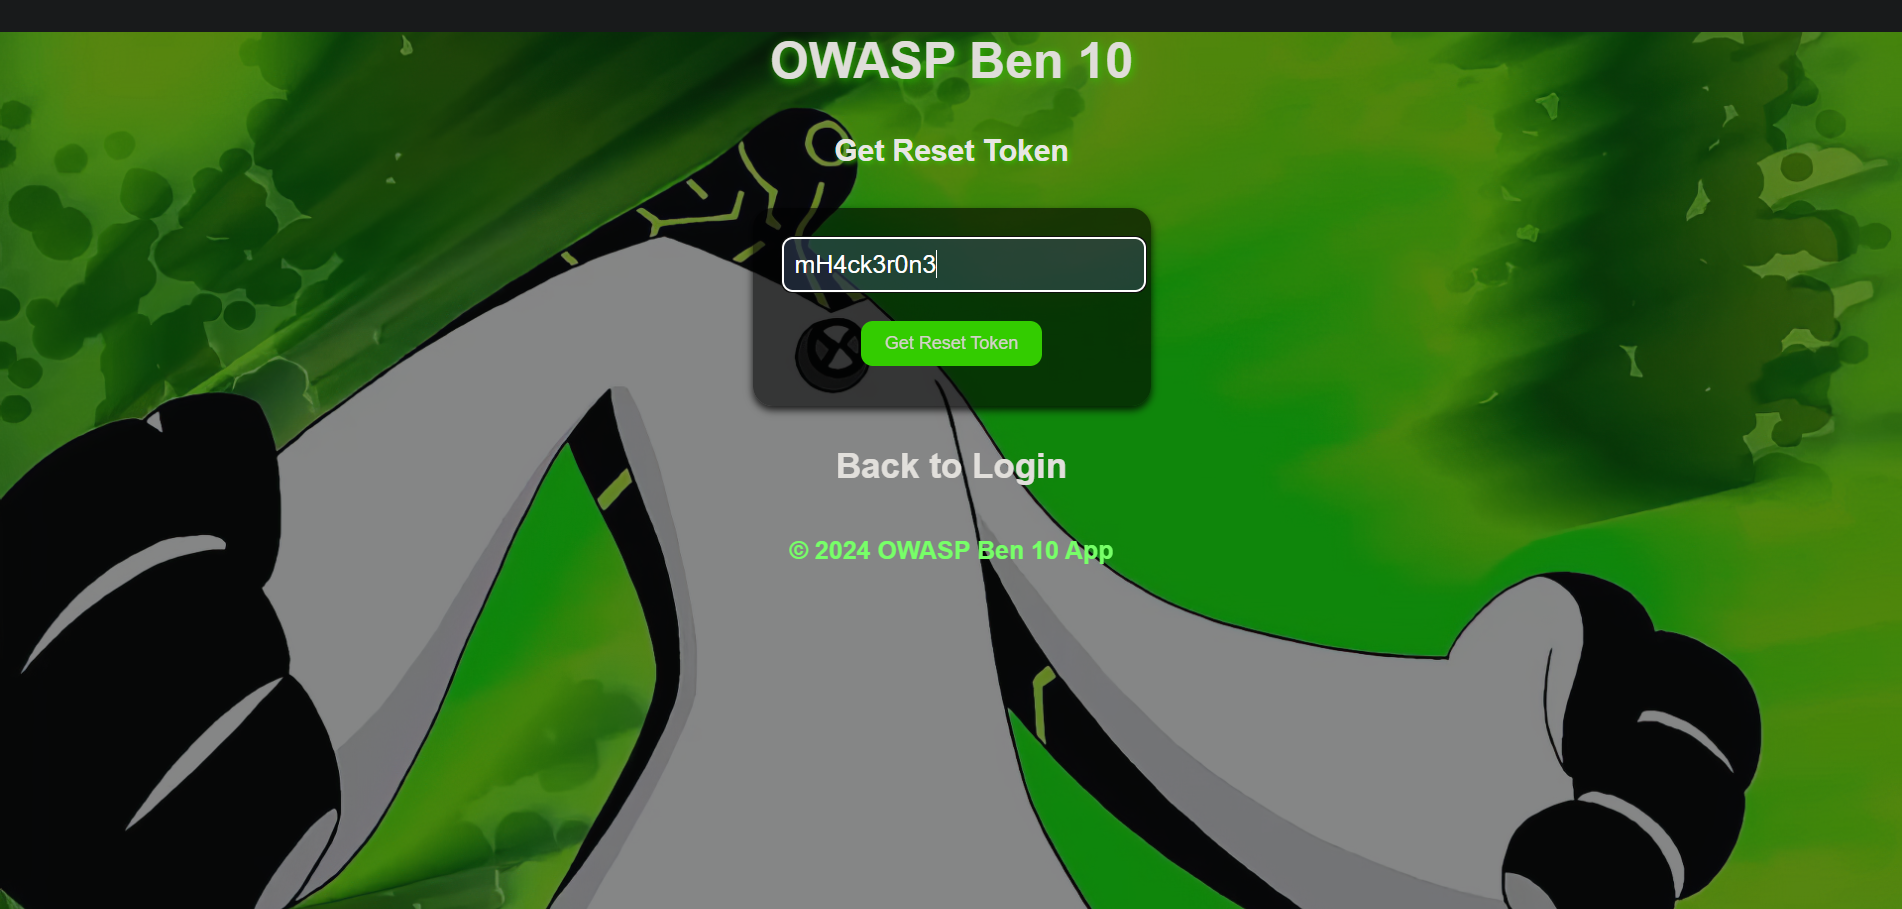 OWASP Ben 10
Get Reset Token
mH4ck3r0n3
Get Reset Token
Back to Login
© 2024 OWASP Ben 10 App